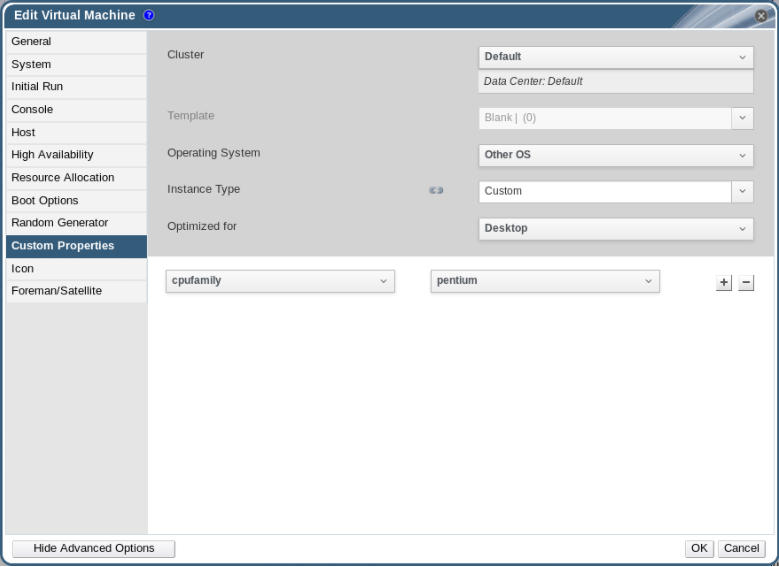 Edit Virtual Machine ?
General
System
Initial Run
Console
Host
High Availability
Resource Allocation
Boot Options
Random Generator
Custom Properties
Icon
Foreman/Satellite
Cluster
Default
Data Center: Default
Template
Blank | (0)
Operating System
Other OS
Instance Type
Custom
Optimized for
Desktop
cpufamily
pentium
+ −
Hide Advanced Options
OK Cancel